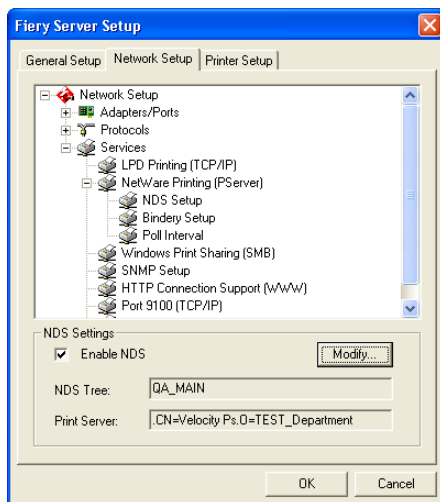 Fiery Server Setup
General Setup
Network Setup
Printer Setup
Network Setup
Adapters/Ports
Protocols
Services
LPD Printing (TCP/IP)
NetWare Printing (PServer)
NDS Setup
Bindery Setup
Poll Interval
Windows Print Sharing (SMB)
SNMP Setup
HTTP Connection Support (WWW)
Port 9100 (TCP/IP)
NDS Settings
Enable NDS
Modify...
NDS Tree:
QA_MAIN
Print Server:
.CN=Velocity Ps.O=TEST_Department
OK
Cancel